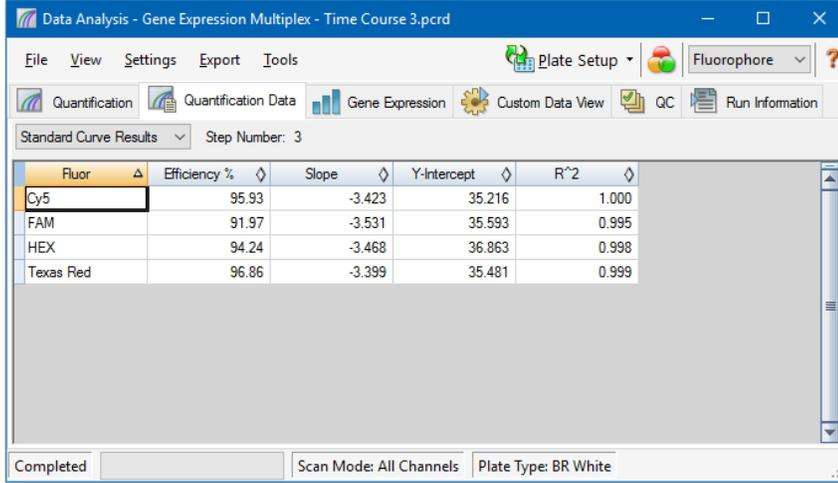 Data Analysis - Gene Expression Multiplex - Time Course 3.pcrd
File View Settings Export Tools Plate Setup Fluorophore ?
Quantification Quantification Data Gene Expression Custom Data View QC Run Information
Standard Curve Results Step Number: 3
Fluor Efficiency % Slope Y-Intercept R^2
Cy5 95.93 -3.423 35.216 1.000
FAM 91.97 -3.531 35.593 0.995
HEX 94.24 -3.468 36.863 0.998
Texas Red 96.86 -3.399 35.481 0.999
Completed Scan Mode: All Channels Plate Type: BR White